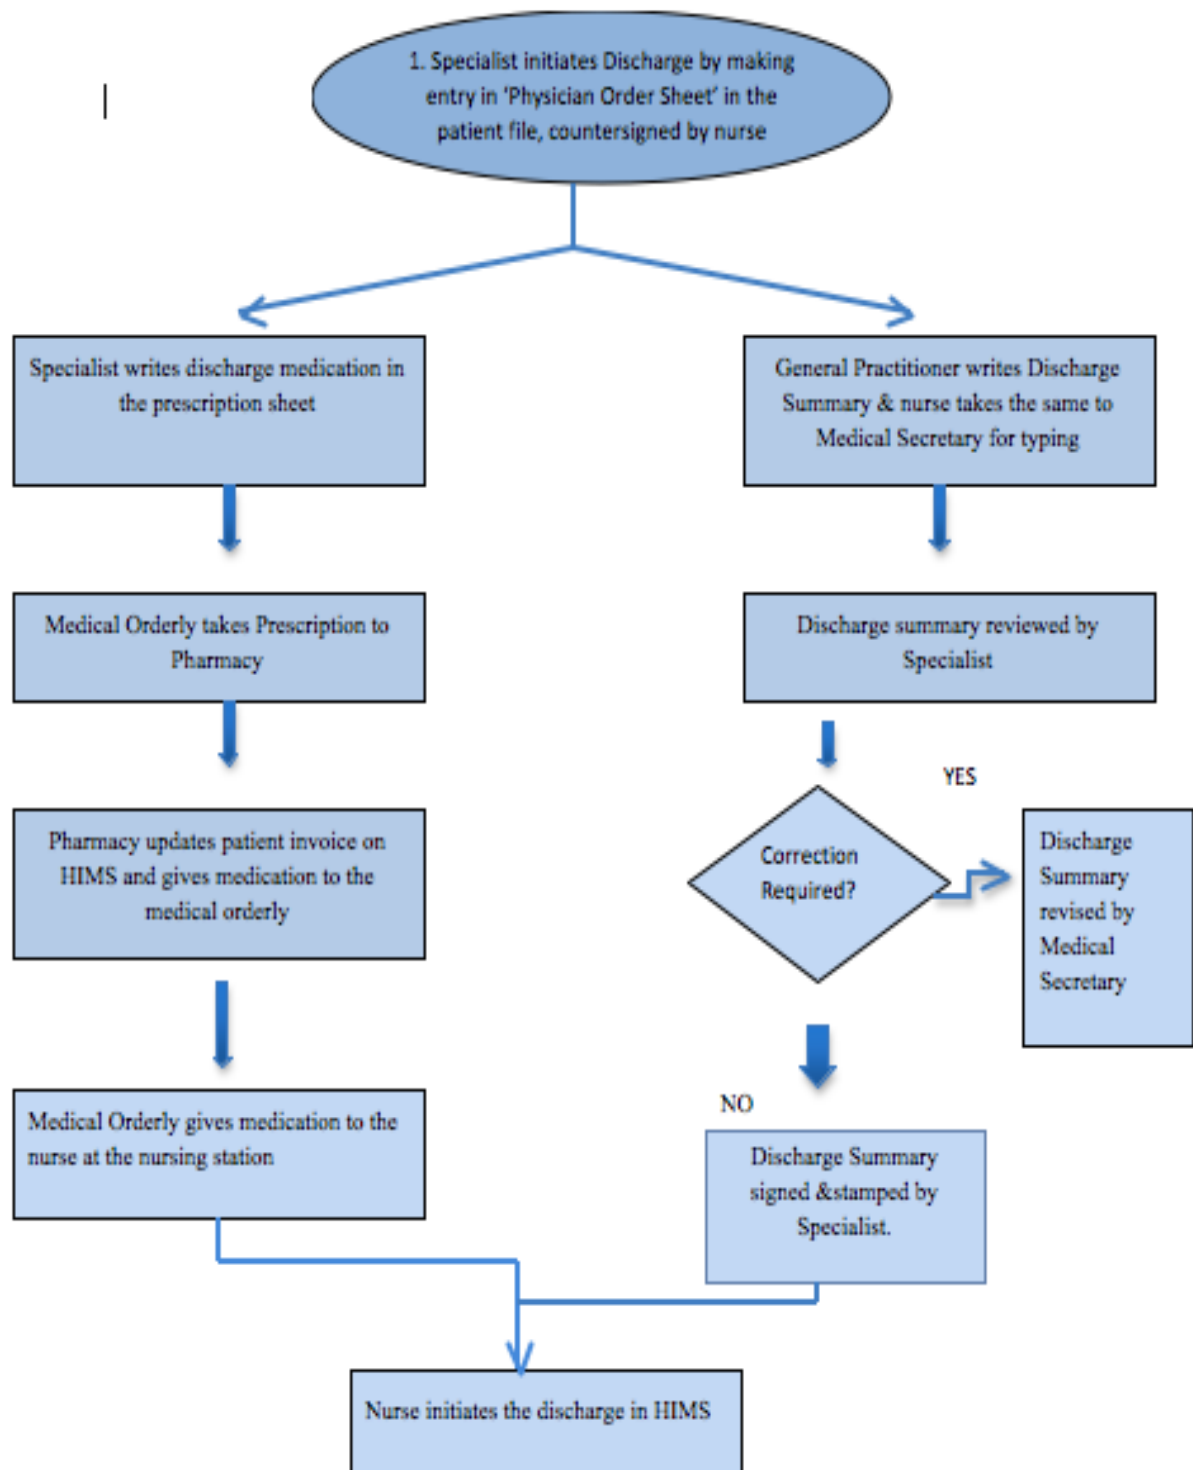 1. Specialist initiates Discharge by making
entry in ‘Physician Order Sheet’ in the
patient file, countersigned by nurse
Specialist writes discharge medication in
the prescription sheet
General Practitioner writes Discharge
Summary & nurse takes the same to
Medical Secretary for typing
Medical Orderly takes Prescription to
Pharmacy
Discharge summary reviewed by
Specialist
Pharmacy updates patient invoice on
HIMS and gives medication to the
medical orderly
Correction
Required?
YES
Discharge
Summary
revised by
Medical
Secretary
Medical Orderly gives medication to the
nurse at the nursing station
NO
Discharge Summary
signed &stamped by
Specialist.
Nurse initiates the discharge in HIMS